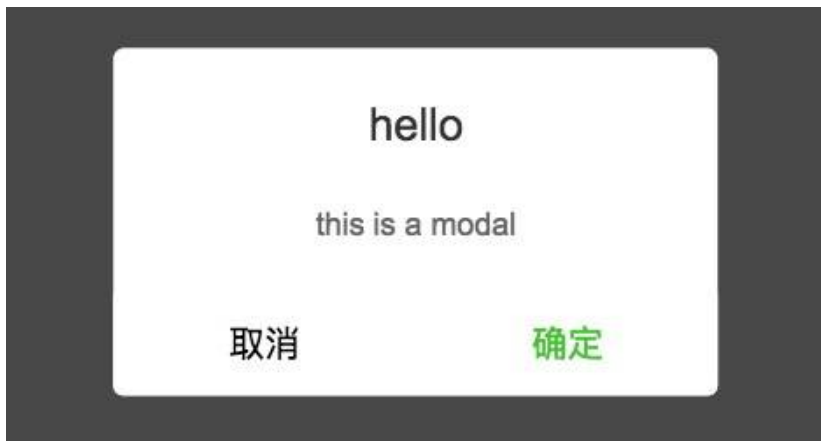 hello
this is a modal
取消 确定